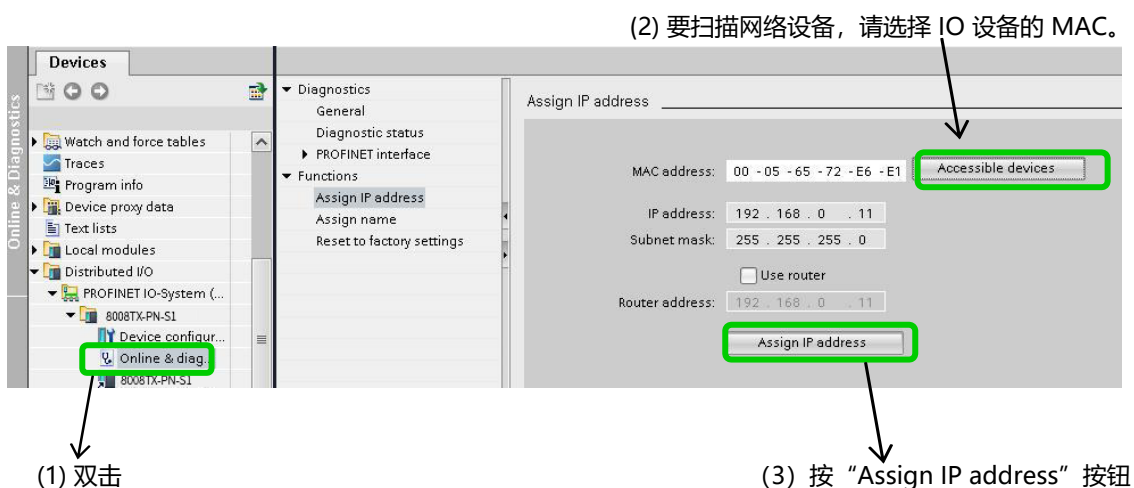 (2) 要扫描网络设备，请选择 IO 设备的 MAC。
Devices
Online & Diagnostics
Watch and force tables
Traces
Program info
Device proxy data
Text lists
Local modules
Distributed I/O
PROFINET IO-System (...
8008TX-PN-S1
Device configur...
Online & diag...
8008TX-PN-S1
Diagnostics
General
Diagnostic status
PROFINET interface
Functions
Assign IP address
Assign name
Reset to factory settings
Assign IP address
MAC address: 00 -05 -65 -72 -E6 -E1 Accessible devices
IP address: 192 . 168 . 0 . 11
Subnet mask: 255 . 255 . 255 . 0
Use router
Router address: 192 . 168 . 0 . 11
Assign IP address
(1) 双击
(3) 按“Assign IP address”按钮